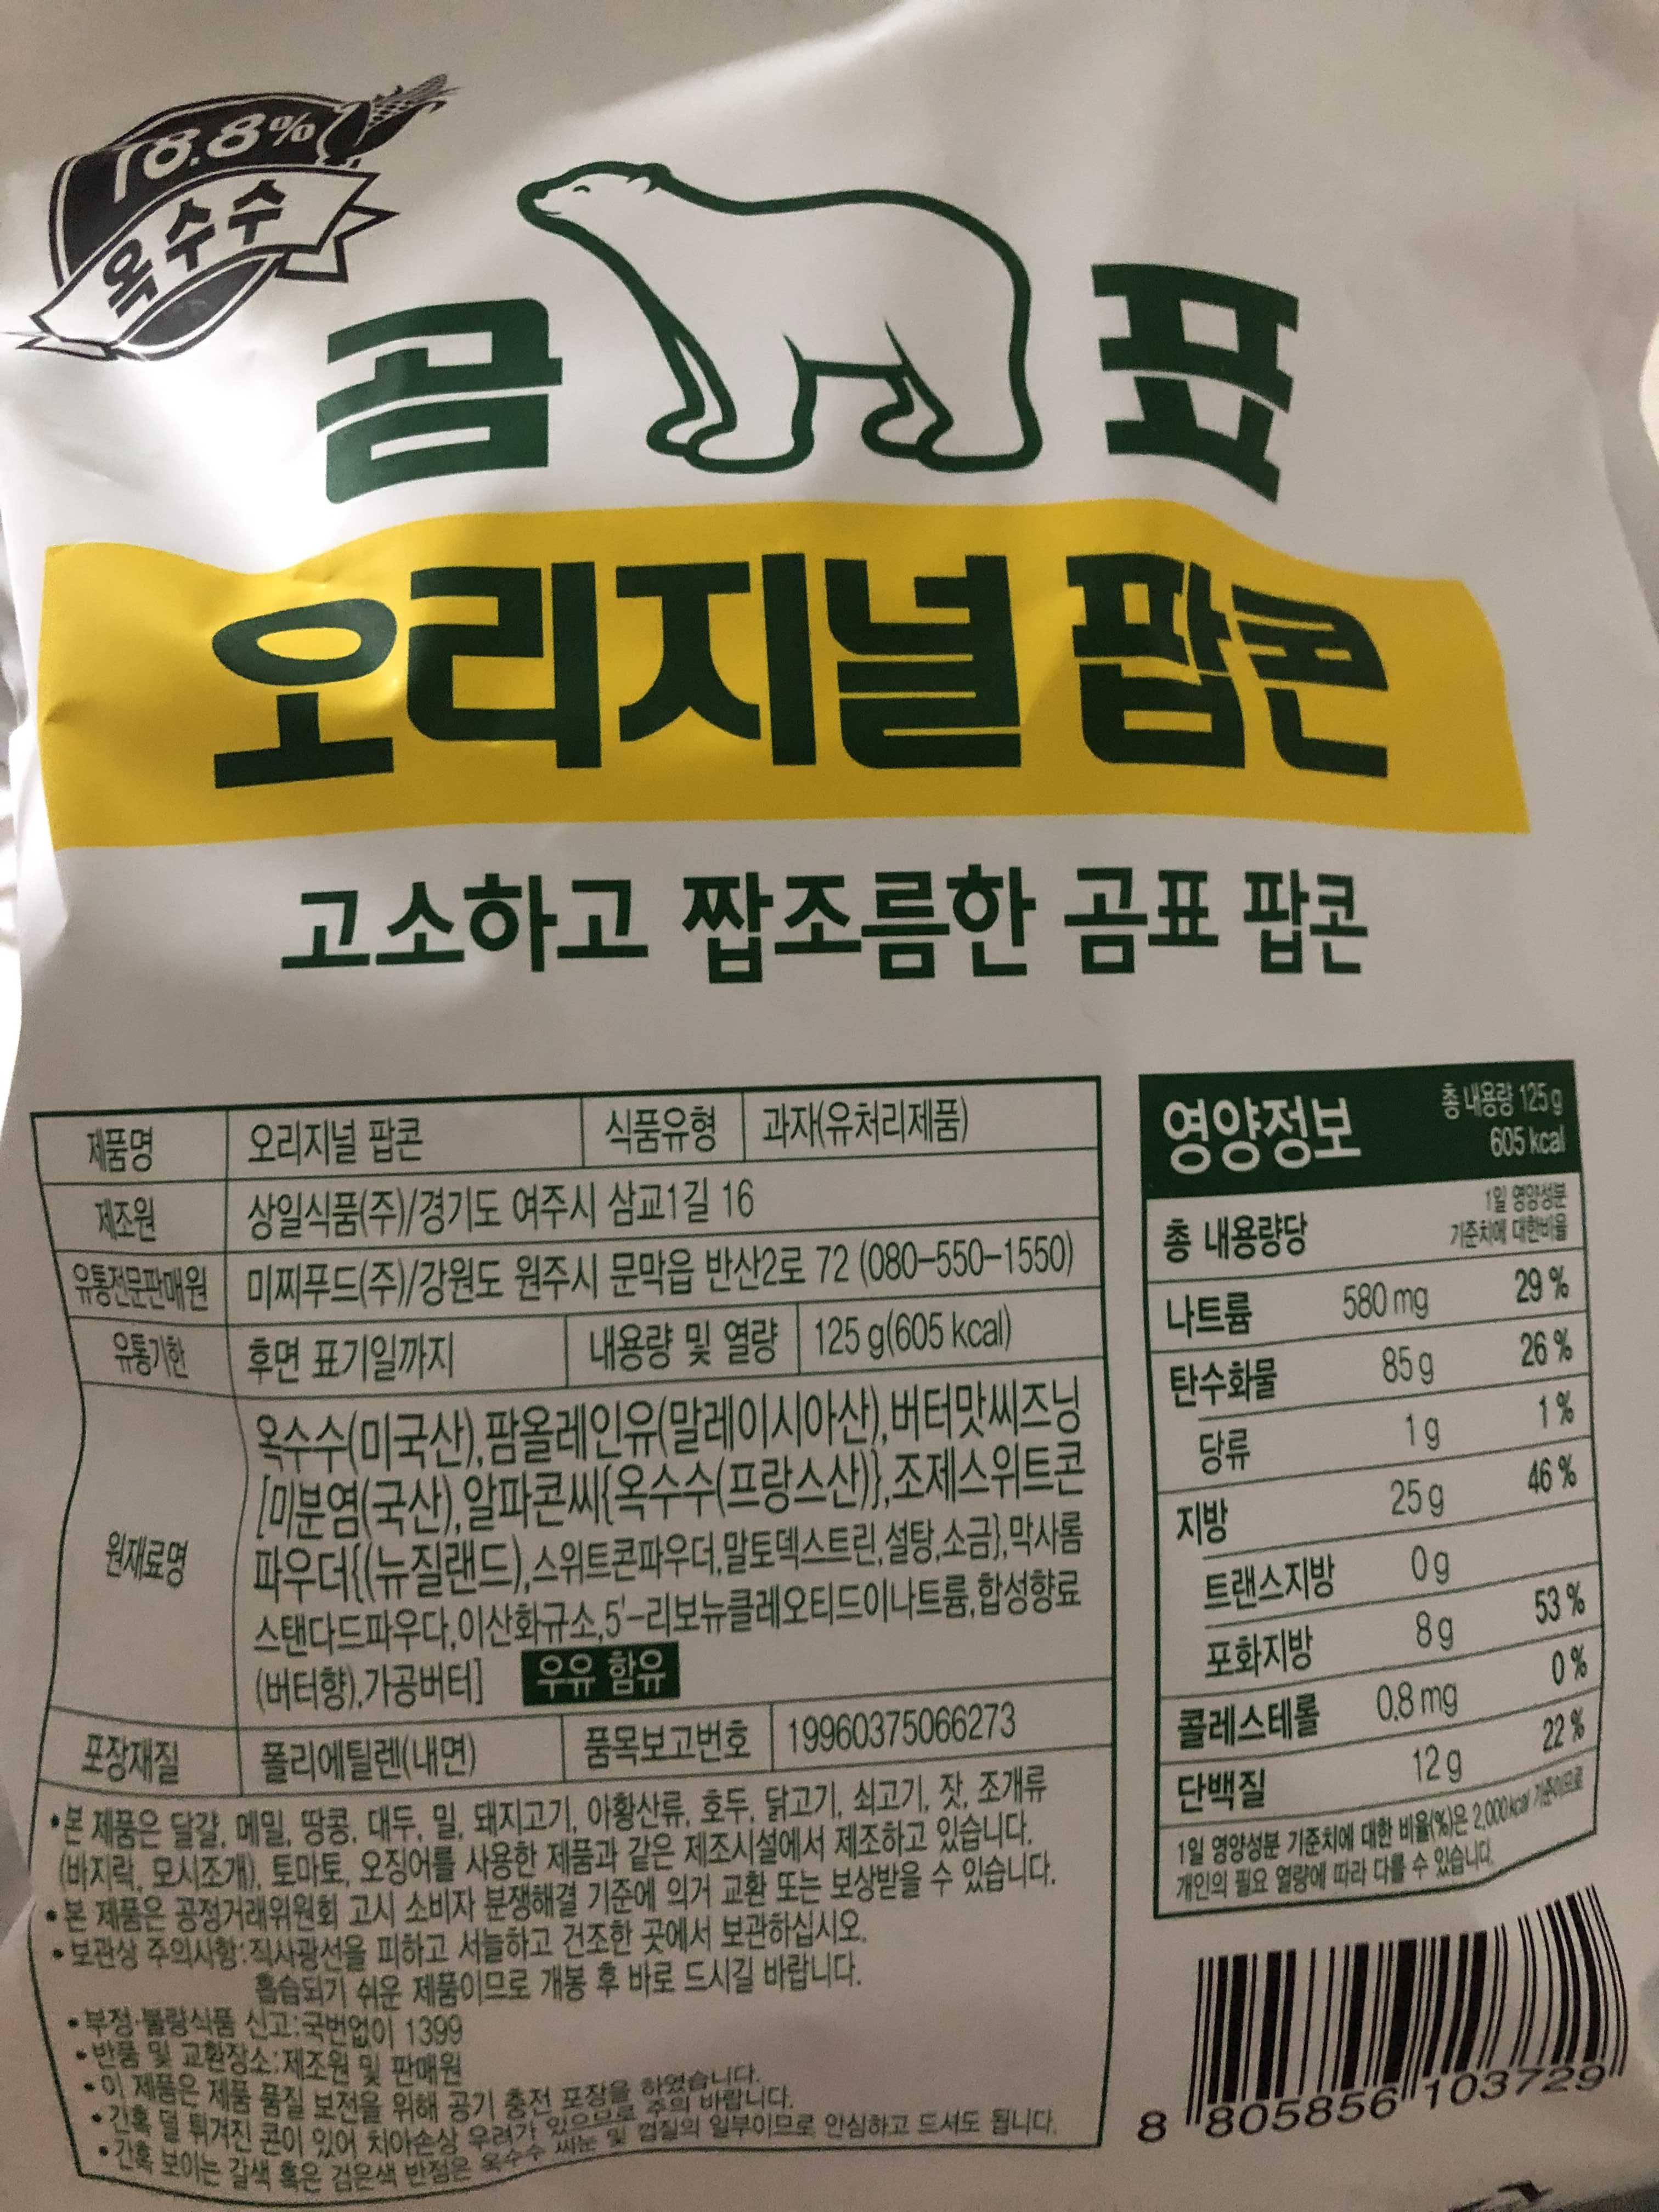 78.8%
옥수수
곰 표
오리지널 팝콘
고소하고 짭조름한 곰표 팝콘
제품명 오리지널 팝콘 식품유형 과자(유처리제품)
제조원 상일식품(주)/경기도 여주시 삼교1길 16
유통전문판매원 미찌푸드(주)/강원도 원주시 문막읍 반산2로 72 (080-550-1550)
유통기한 후면 표기일까지 내용량 및 열량 125 g(605 kcal)
원재료명
옥수수(미국산),팜올레인유(말레이시아산),버터맛씨즈닝
[미분염(국산),알파콘씨{옥수수(프랑스산)},조제스위트콘
파우더{(뉴질랜드),스위트콘파우더,말토덱스트린,설탕,소금},막사롬
스탠다드파우다,이산화규소,5'-리보뉴클레오티드이나트륨,합성향료
(버터향),가공버터] 우유 함유
포장재질 폴리에틸렌(내면) 품목보고번호 19960375066273
•본 제품은 달걀, 메밀, 땅콩, 대두, 밀, 돼지고기, 아황산류, 호두, 닭고기, 쇠고기, 잣, 조개류
(바지락, 모시조개), 토마토, 오징어를 사용한 제품과 같은 제조시설에서 제조하고 있습니다.
•본 제품은 공정거래위원회 고시 소비자 분쟁해결 기준에 의거 교환 또는 보상받을 수 있습니다.
•보관상 주의사항:직사광선을 피하고 서늘하고 건조한 곳에서 보관하십시오.
흡습되기 쉬운 제품이므로 개봉 후 바로 드시길 바랍니다.
•부정·불량식품 신고:국번없이 1399
•반품 및 교환장소:제조원 및 판매원
•이 제품은 제품 품질 보전을 위해 공기 충전 포장을 하였습니다.
•간혹 덜 튀겨진 콘이 있어 치아손상 우려가 있으므로 주의 바랍니다.
•간혹 보이는 갈색 혹은 검은색 반점은 옥수수 씨눈 및 껍질의 일부이므로 안심하고 드셔도 됩니다.
영양정보
총 내용량 125 g
605 kcal
총 내용량당
1일 영양성분
기준치에 대한비율
나트륨 580 mg 29 %
탄수화물 85 g 26 %
당류 1 g 1 %
지방 25 g 46 %
트랜스지방 0 g
포화지방 8 g 53 %
콜레스테롤 0.8 mg 0 %
단백질 12 g 22 %
1일 영양성분 기준치에 대한 비율(%)은 2,000 kcal 기준이므로
개인의 필요 열량에 따라 다를 수 있습니다.
8 805856 103729